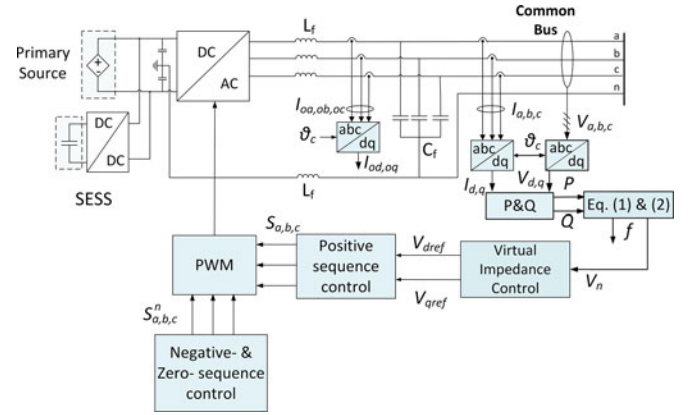 Primary
Source
DC
AC
DC
DC
SESS
L_f
I_oa,ob,oc
ϑ_c
abc
dq
I_od,oq
C_f
L_f
Common
Bus
a
b
c
n
I_a,b,c
V_a,b,c
abc
dq
ϑ_c
abc
dq
I_d,q
V_d,q
P&Q
P
Q
Eq. (1) & (2)
f
V_n
Virtual
Impedance
Control
V_dref
V_qref
Positive
sequence
control
S_a,b,c
PWM
S^n_a,b,c
Negative- &
Zero- sequence
control